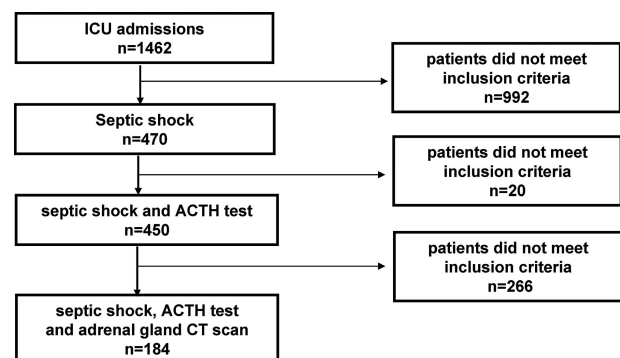 ICU admissions
n=1462
patients did not meet
inclusion criteria
n=992
Septic shock
n=470
patients did not meet
inclusion criteria
n=20
septic shock and ACTH test
n=450
patients did not meet
inclusion criteria
n=266
septic shock, ACTH test
and adrenal gland CT scan
n=184